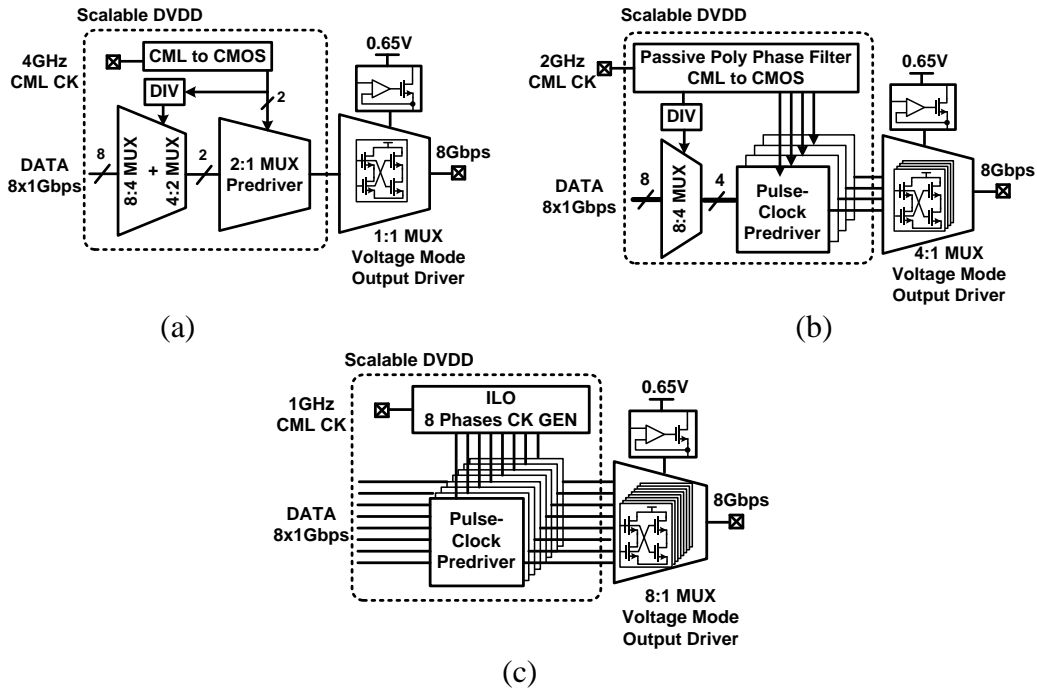 Scalable DVDD
4GHz
CML CK
CML to CMOS
DIV
2
DATA
8x1Gbps
8
8:4 MUX
+
4:2 MUX
2
2:1 MUX
Predriver
0.65V
8Gbps
1:1 MUX
Voltage Mode
Output Driver
(a)
Scalable DVDD
2GHz
CML CK
Passive Poly Phase Filter
CML to CMOS
DIV
DATA
8x1Gbps
8
8:4 MUX
4
Pulse-
Clock
Predriver
0.65V
8Gbps
4:1 MUX
Voltage Mode
Output Driver
(b)
Scalable DVDD
1GHz
CML CK
ILO
8 Phases CK GEN
DATA
8x1Gbps
Pulse-
Clock
Predriver
0.65V
8Gbps
8:1 MUX
Voltage Mode
Output Driver
(c)